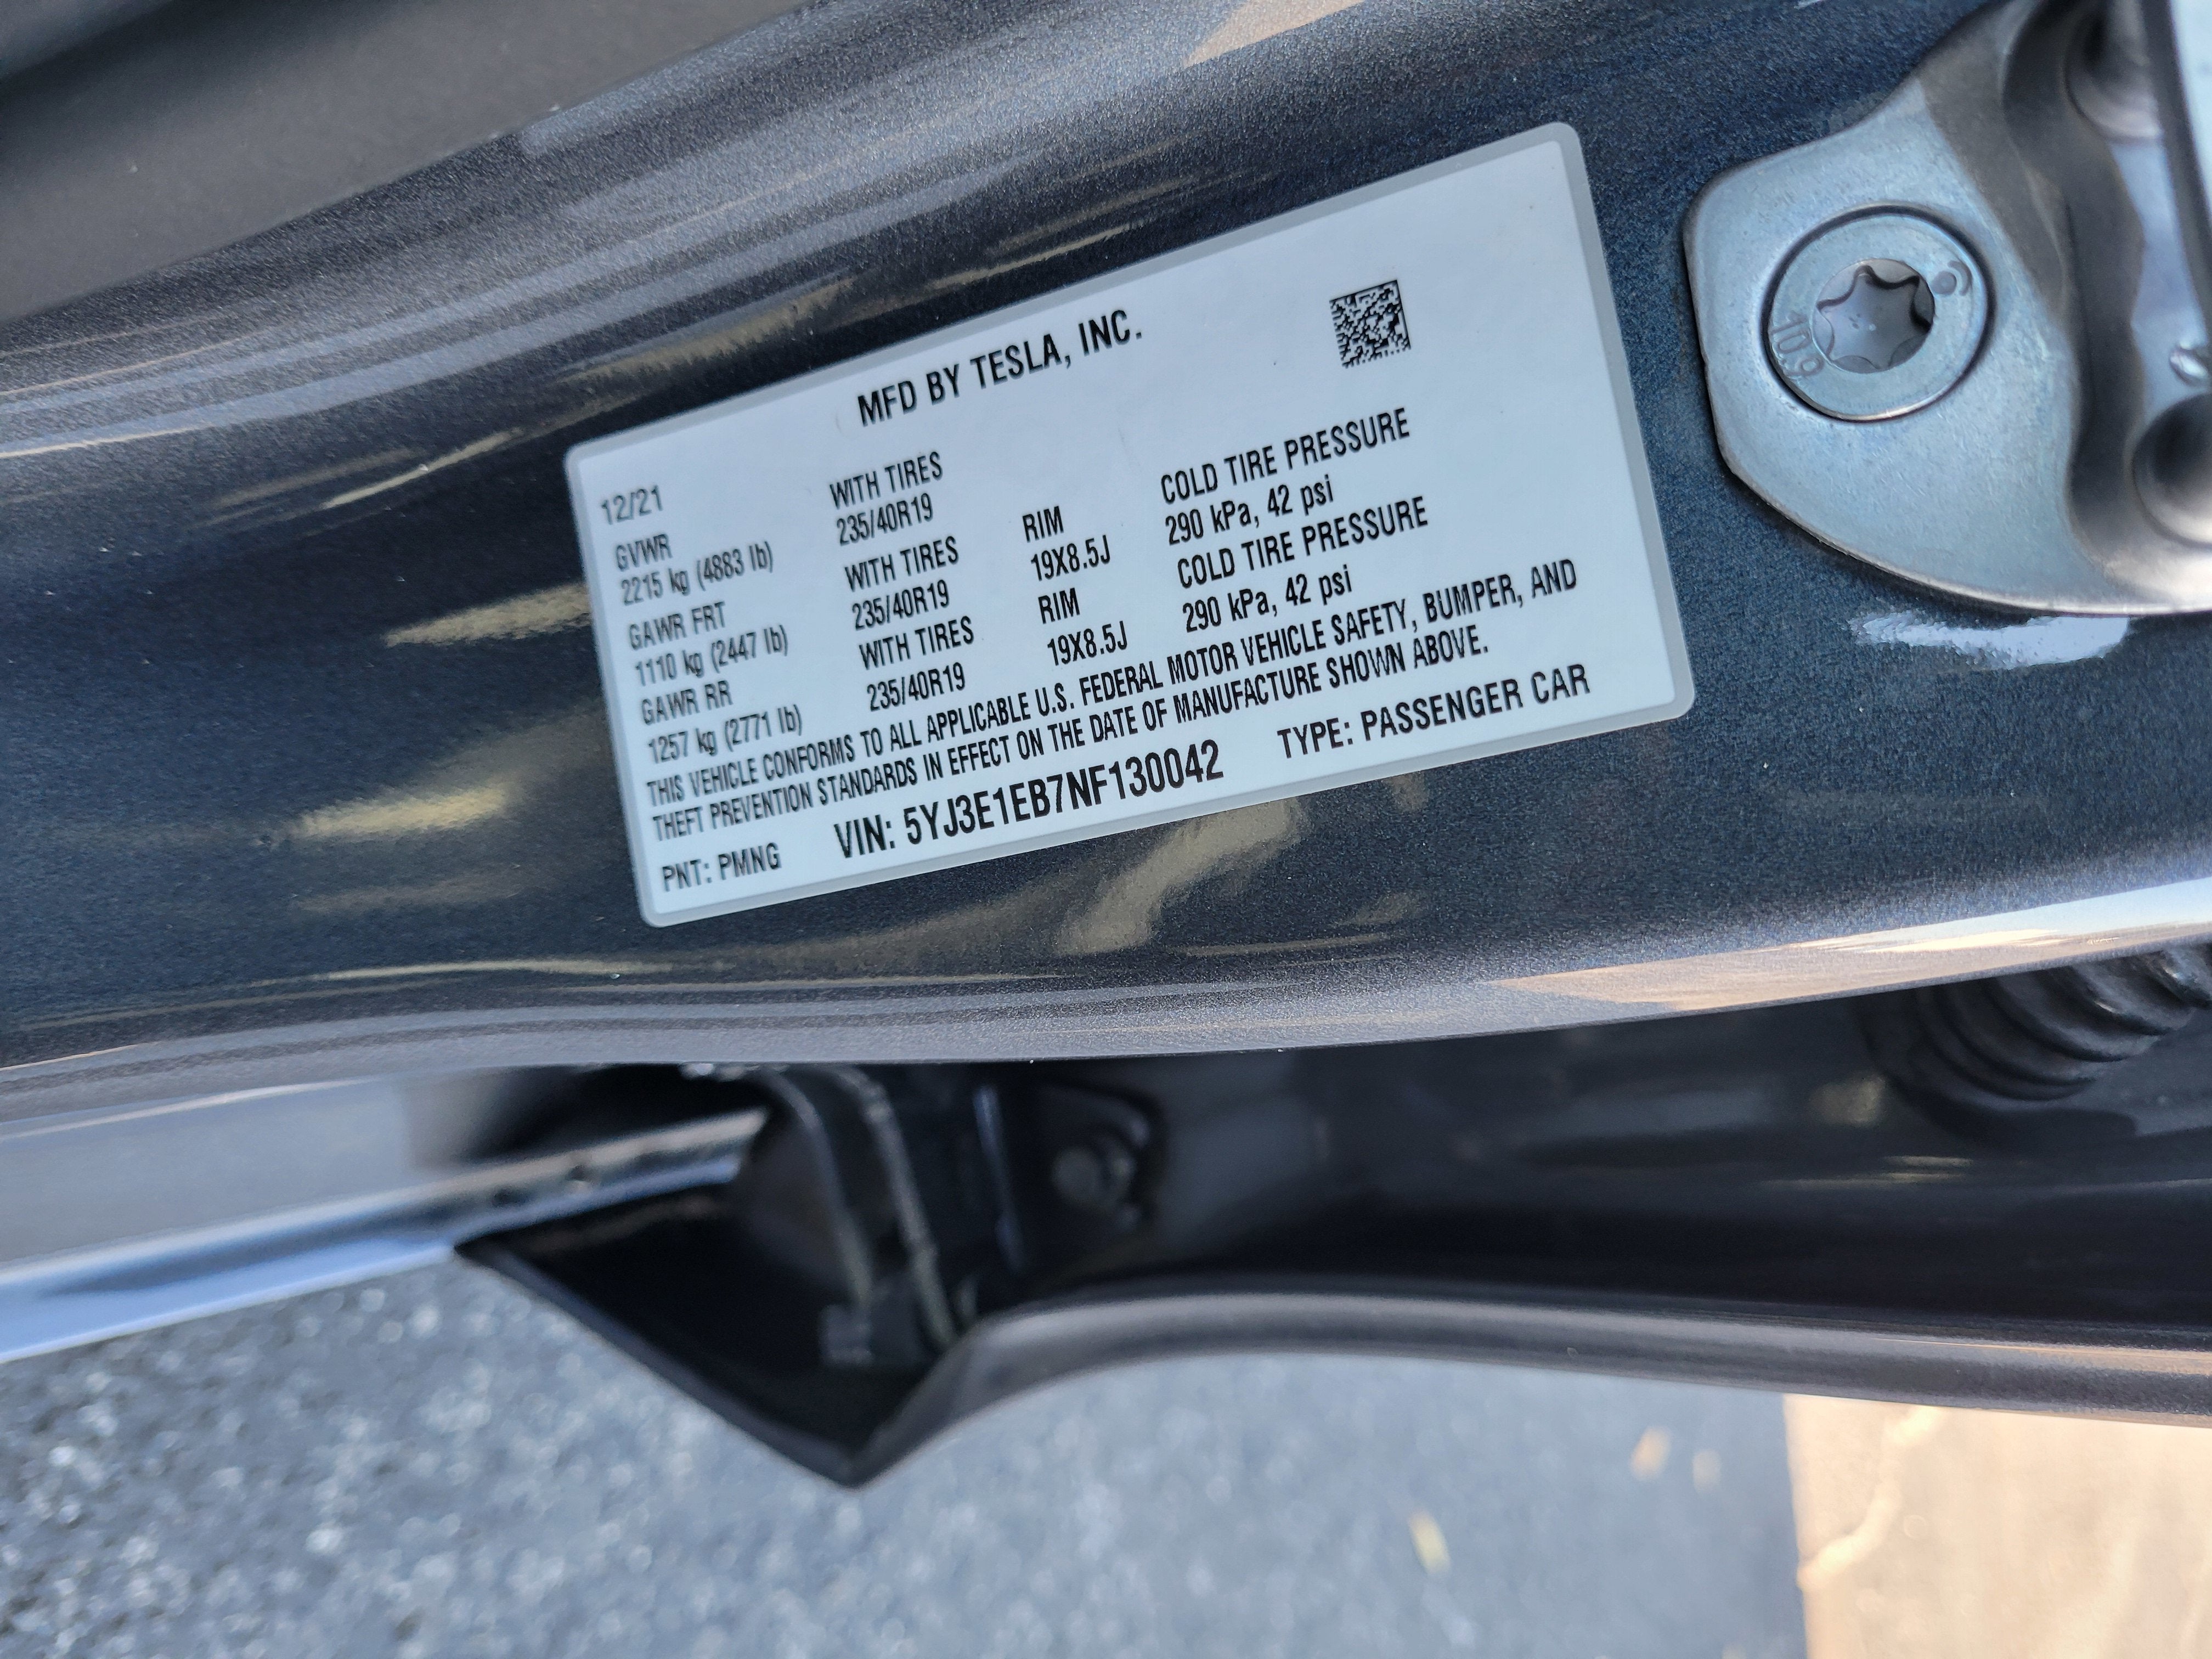 MFD BY TESLA, INC.
12/21
GVWR WITH TIRES
2215 kg (4883 lb) 235/40R19
GAWR FRT WITH TIRES RIM COLD TIRE PRESSURE
1110 kg (2447 lb) 235/40R19 19X8.5J 290 kPa, 42 psi
GAWR RR WITH TIRES RIM COLD TIRE PRESSURE
1257 kg (2771 lb) 235/40R19 19X8.5J 290 kPa, 42 psi
THIS VEHICLE CONFORMS TO ALL APPLICABLE U.S. FEDERAL MOTOR VEHICLE SAFETY, BUMPER, AND
THEFT PREVENTION STANDARDS IN EFFECT ON THE DATE OF MANUFACTURE SHOWN ABOVE.
PNT: PMNG VIN: 5YJ3E1EB7NF130042 TYPE: PASSENGER CAR
10.9